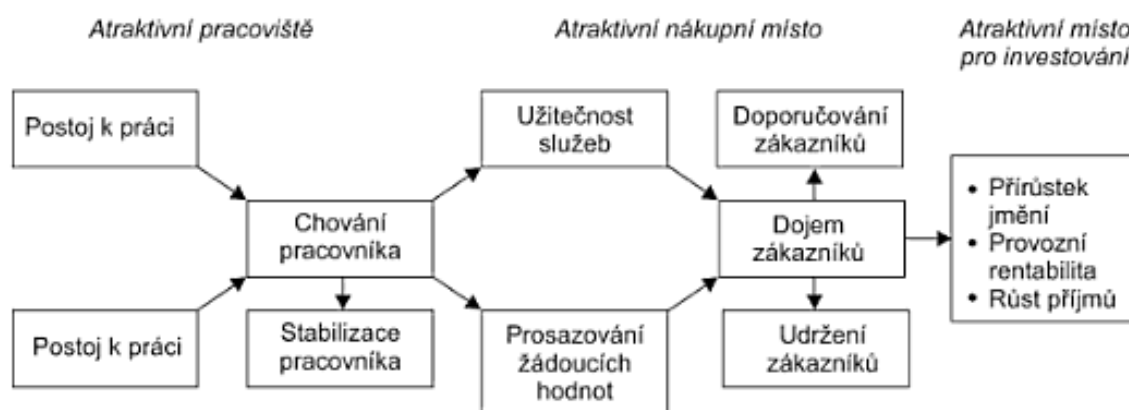 Atraktivní pracoviště
Atraktivní nákupní místo
Atraktivní místo
pro investování
Postoj k práci
Užitečnost
služeb
Doporučování
zákazníků
Chování
pracovníka
Dojem
zákazníků
• Přírůstek
jmění
• Provozní
rentabilita
• Růst příjmů
Postoj k práci
Stabilizace
pracovníka
Prosazování
žádoucích
hodnot
Udržení
zákazníků